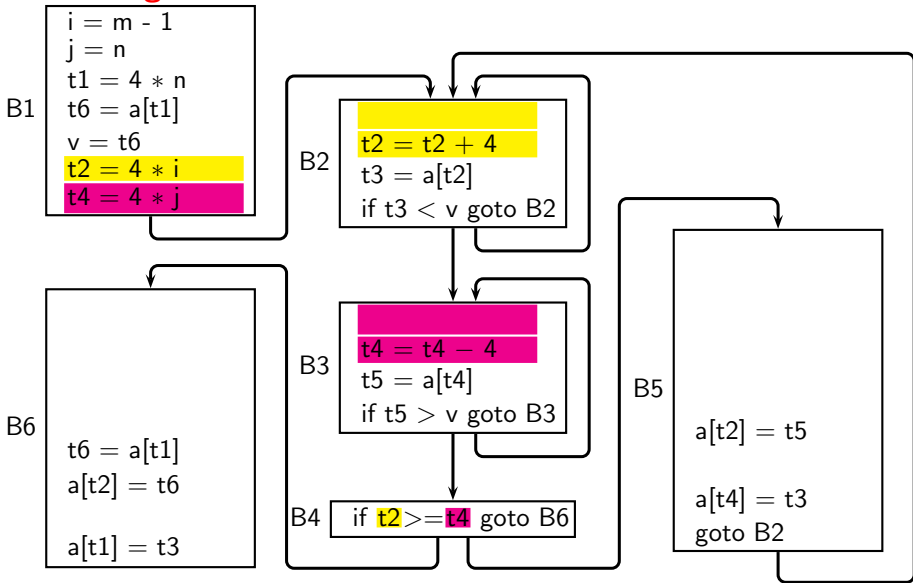 B1
i = m - 1
j = n
t1 = 4 * n
t6 = a[t1]
v = t6
t2 = 4 * i
t4 = 4 * j
B2
t2 = t2 + 4
t3 = a[t2]
if t3 < v goto B2
B3
t4 = t4 − 4
t5 = a[t4]
if t5 > v goto B3
B4
if t2 >= t4 goto B6
B5
a[t2] = t5
a[t4] = t3
goto B2
B6
t6 = a[t1]
a[t2] = t6
a[t1] = t3